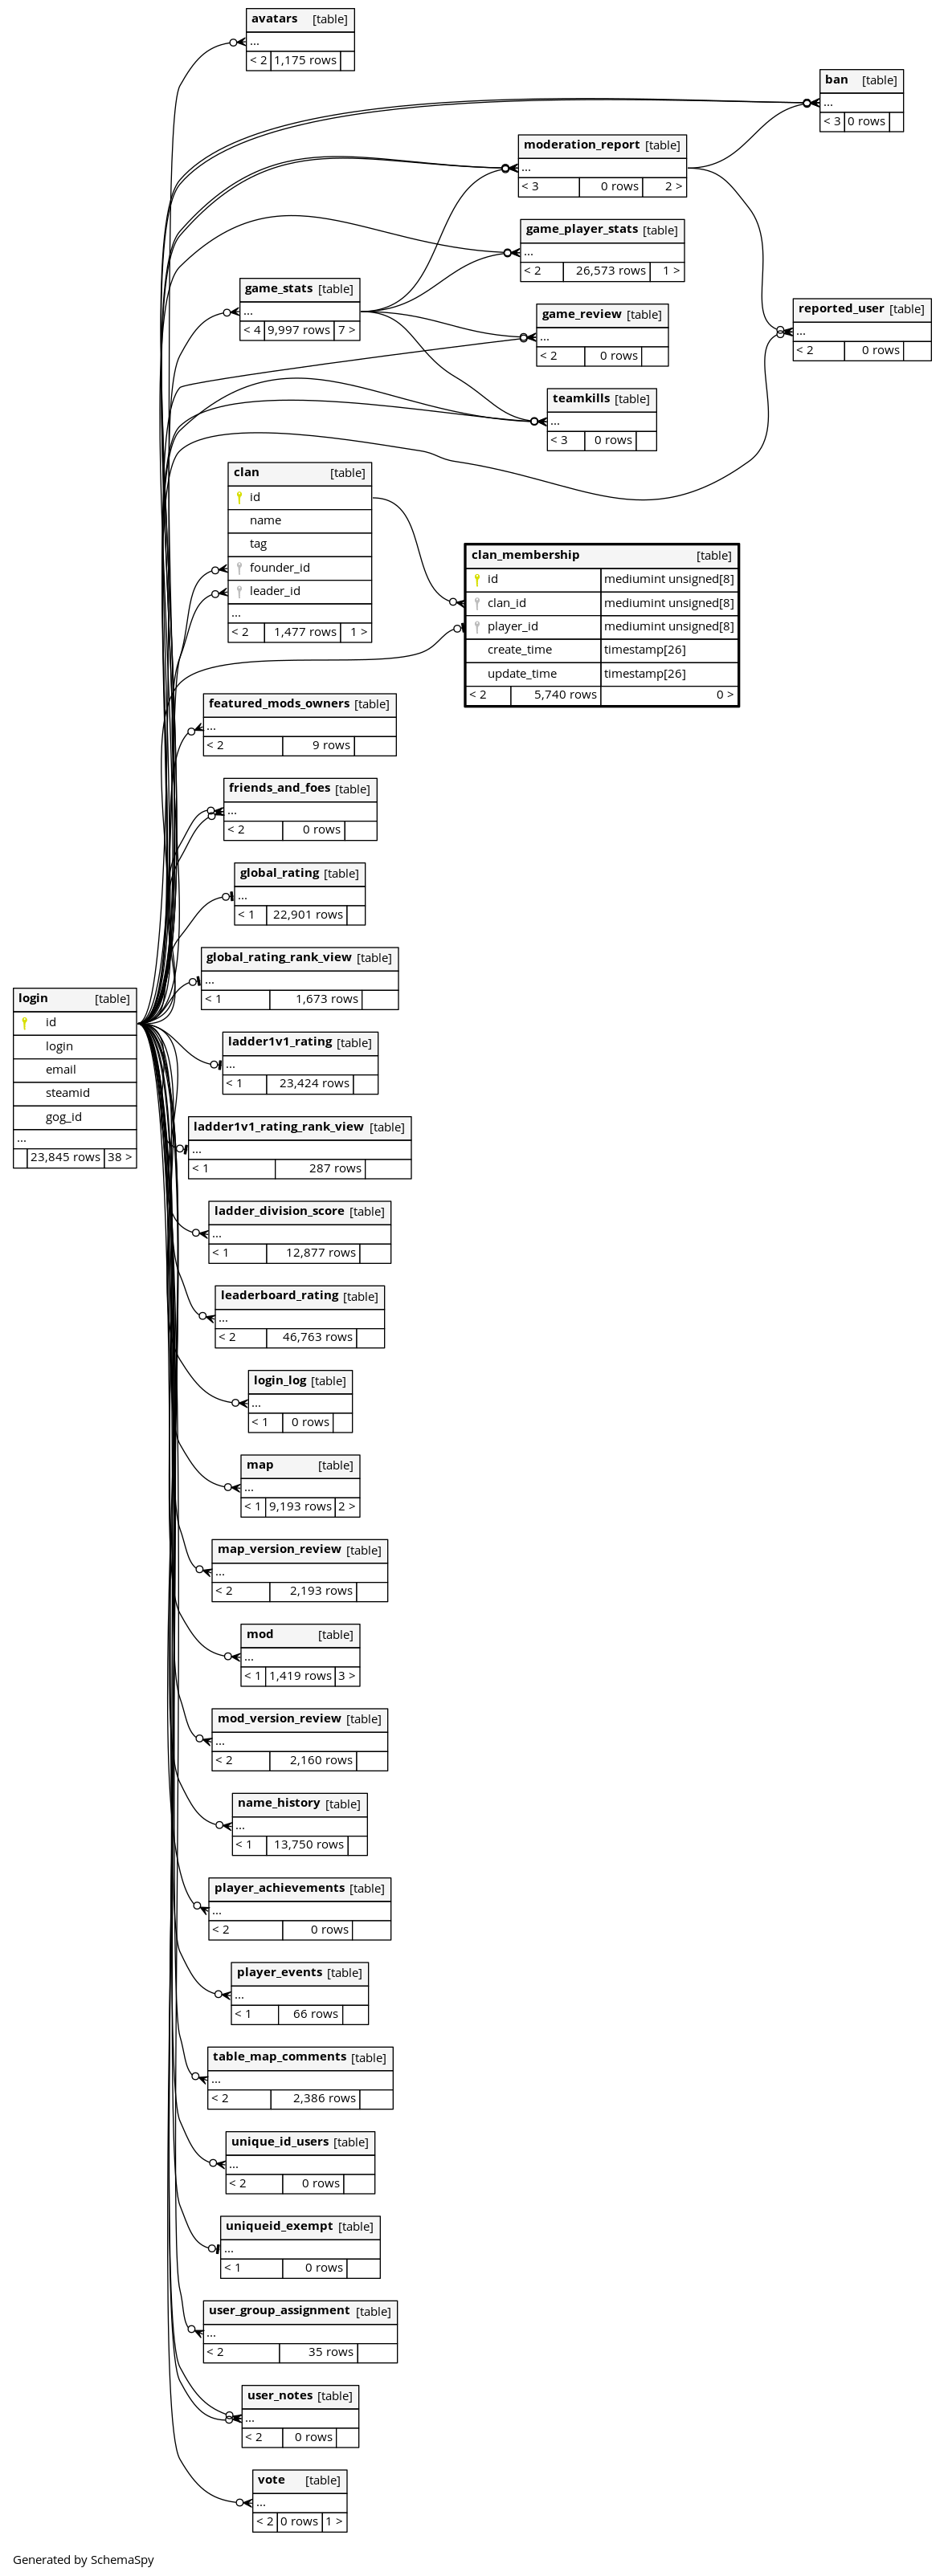 avatars [table]
...
< 2 1,175 rows
ban [table]
...
< 3 0 rows
moderation_report [table]
...
< 3 0 rows 2 >
game_player_stats [table]
...
< 2 26,573 rows 1 >
game_stats [table]
...
< 4 9,997 rows 7 >
game_review [table]
...
< 2 0 rows
reported_user [table]
...
< 2 0 rows
teamkills [table]
...
< 3 0 rows
clan [table]
id
name
tag
founder_id
leader_id
...
< 2 1,477 rows 1 >
clan_membership [table]
id mediumint unsigned[8]
clan_id mediumint unsigned[8]
player_id mediumint unsigned[8]
create_time timestamp[26]
update_time timestamp[26]
< 2 5,740 rows 0 >
featured_mods_owners [table]
...
< 2 9 rows
friends_and_foes [table]
...
< 2 0 rows
global_rating [table]
...
< 1 22,901 rows
global_rating_rank_view [table]
...
< 1 1,673 rows
login [table]
id
login
email
steamid
gog_id
...
23,845 rows 38 >
ladder1v1_rating [table]
...
< 1 23,424 rows
ladder1v1_rating_rank_view [table]
...
< 1 287 rows
ladder_division_score [table]
...
< 1 12,877 rows
leaderboard_rating [table]
...
< 2 46,763 rows
login_log [table]
...
< 1 0 rows
map [table]
...
< 1 9,193 rows 2 >
map_version_review [table]
...
< 2 2,193 rows
mod [table]
...
< 1 1,419 rows 3 >
mod_version_review [table]
...
< 2 2,160 rows
name_history [table]
...
< 1 13,750 rows
player_achievements [table]
...
< 2 0 rows
player_events [table]
...
< 1 66 rows
table_map_comments [table]
...
< 2 2,386 rows
unique_id_users [table]
...
< 2 0 rows
uniqueid_exempt [table]
...
< 1 0 rows
user_group_assignment [table]
...
< 2 35 rows
user_notes [table]
...
< 2 0 rows
vote [table]
...
< 2 0 rows 1 >
Generated by SchemaSpy